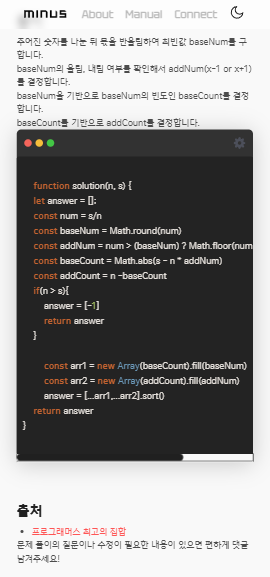 minus About Manual Connect
주어진 숫자를 나눈 뒤 몫을 반올림하여 최빈값 baseNum를 구
합니다.
baseNum의 올림, 내림 여부를 확인해서 addNum(x-1 or x+1)
를 결정합니다.
baseNum을 기반으로 baseNum의 빈도인 baseCount를 결정
합니다.
baseCount를 기반으로 addCount를 결정합니다.
function solution(n, s) {
let answer = [];
const num = s/n
const baseNum = Math.round(num)
const addNum = num > (baseNum) ? Math.floor(num
const baseCount = Math.abs(s - n * addNum)
const addCount = n -baseCount
if(n > s){
answer = [-1]
return answer
}
const arr1 = new Array(baseCount).fill(baseNum)
const arr2 = new Array(addCount).fill(addNum)
answer = [...arr1,...arr2].sort()
return answer
}
출처
• 프로그래머스 최고의 집합
문제 풀이의 질문이나 수정이 필요한 내용이 있으면 편하게 댓글
남겨주세요!